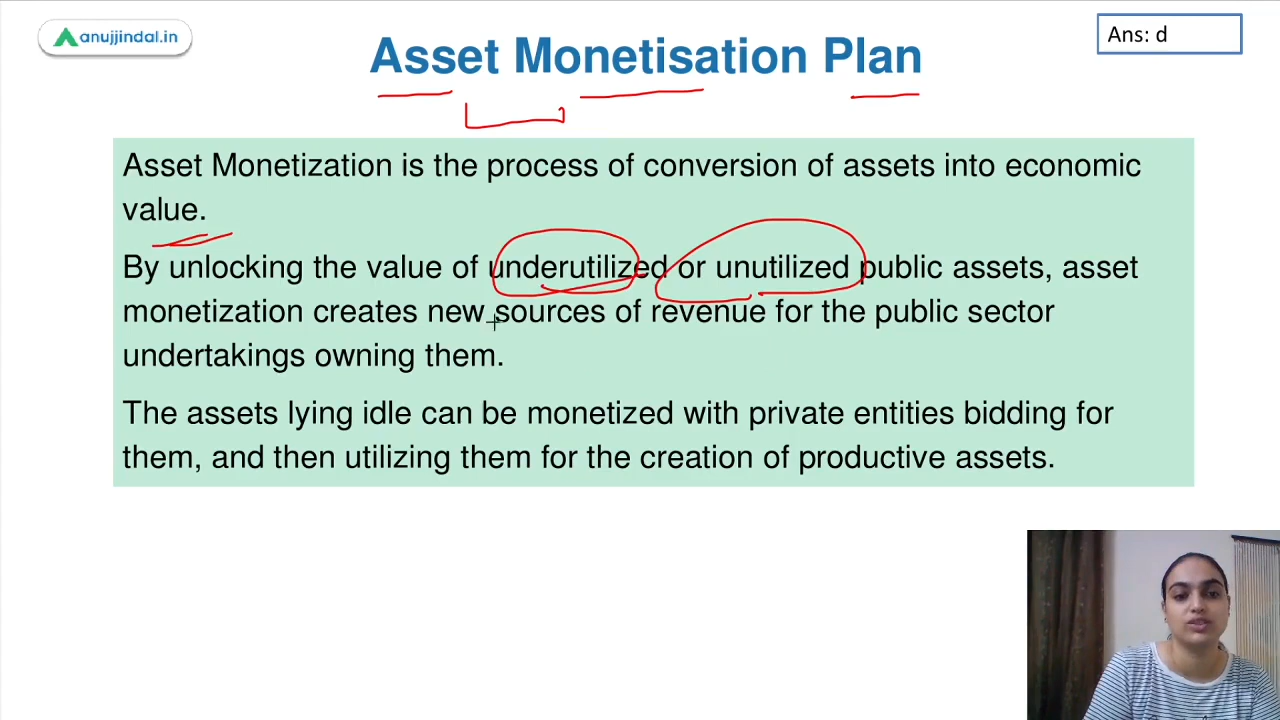 anujjindal.in
Ans: d
Asset Monetisation Plan
Asset Monetization is the process of conversion of assets into economic
value.
By unlocking the value of underutilized or unutilized public assets, asset
monetization creates new sources of revenue for the public sector
undertakings owning them.
The assets lying idle can be monetized with private entities bidding for
them, and then utilizing them for the creation of productive assets.